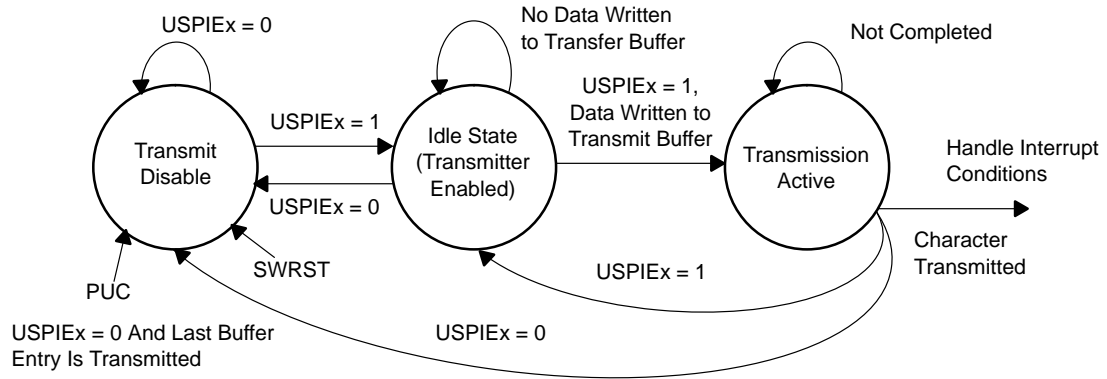 USPIEx = 0
No Data Written
to Transfer Buffer
Not Completed
USPIEx = 1
USPIEx = 1,
Data Written to
Transmit Buffer
Transmit
Disable
Idle State
(Transmitter
Enabled)
Transmission
Active
Handle Interrupt
Conditions
USPIEx = 0
SWRST
PUC
USPIEx = 1
Character
Transmitted
USPIEx = 0 And Last Buffer
Entry Is Transmitted
USPIEx = 0